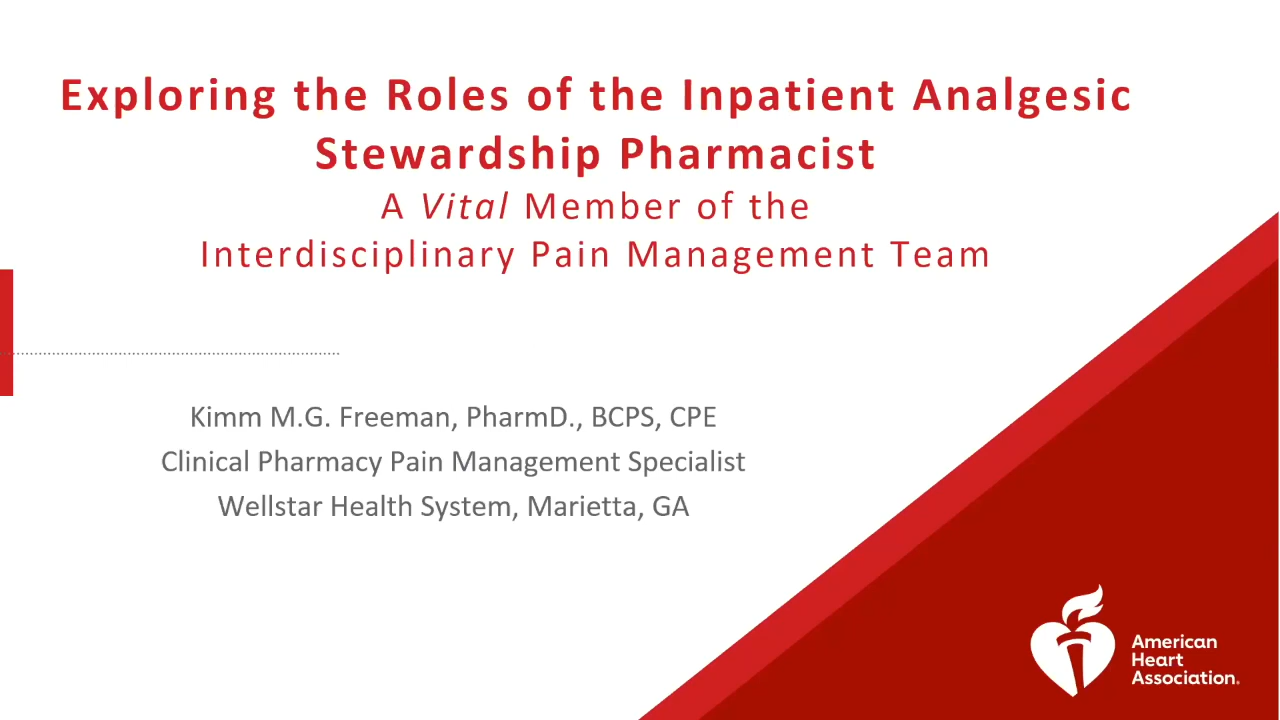 Exploring the Roles of the Inpatient Analgesic
Stewardship Pharmacist
A Vital Member of the
Interdisciplinary Pain Management Team
Kimm M.G. Freeman, PharmD., BCPS, CPE
Clinical Pharmacy Pain Management Specialist
Wellstar Health System, Marietta, GA
American
Heart
Association.